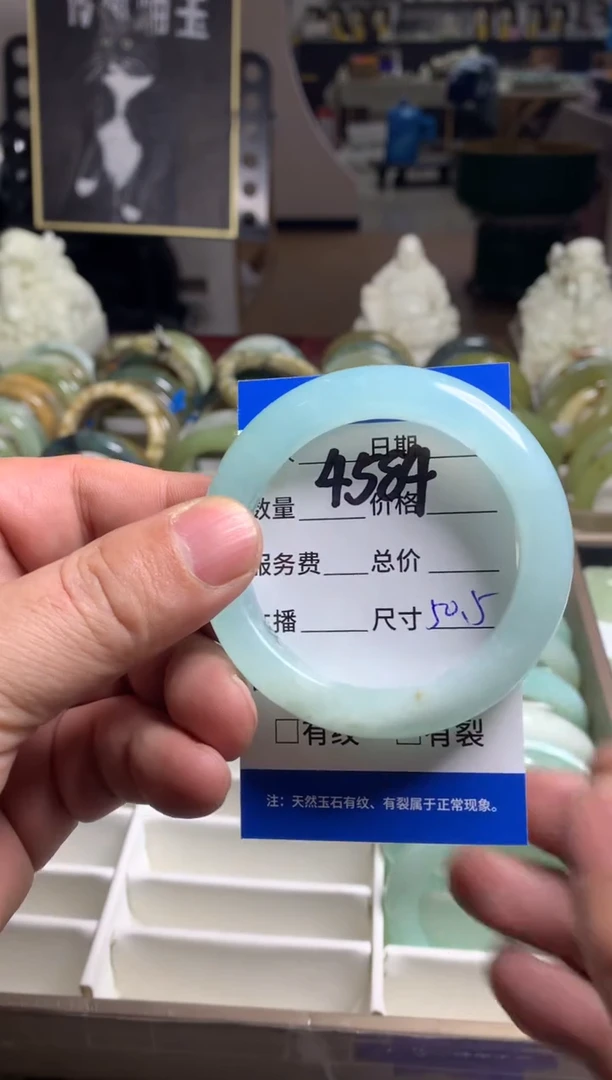 日期
4584
数量 价格
服务费 总价
播 尺寸 50.5
□有纹 □有裂
注：天然玉石有纹、有裂属于正常现象。